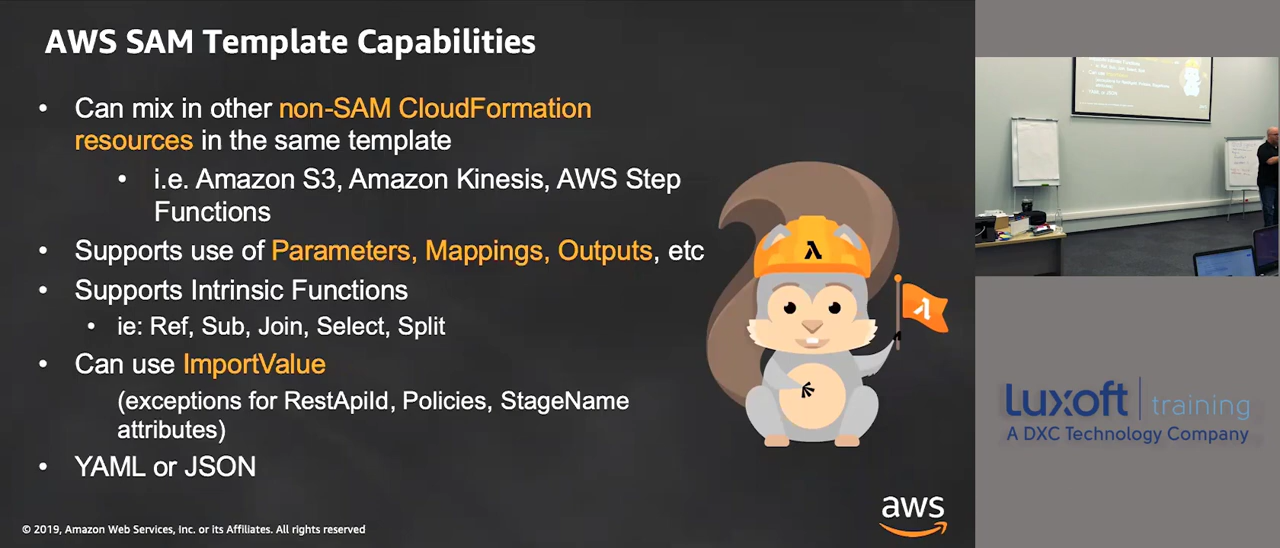 AWS SAM Template Capabilities
• Can mix in other non-SAM CloudFormation
resources in the same template
• i.e. Amazon S3, Amazon Kinesis, AWS Step
Functions
• Supports use of Parameters, Mappings, Outputs, etc
• Supports Intrinsic Functions
• ie: Ref, Sub, Join, Select, Split
• Can use ImportValue
(exceptions for RestApiId, Policies, StageName
attributes)
• YAML or JSON
© 2019, Amazon Web Services, Inc. or its Affiliates. All rights reserved
aws
λ
λ
Luxoft training
A DXC Technology Company